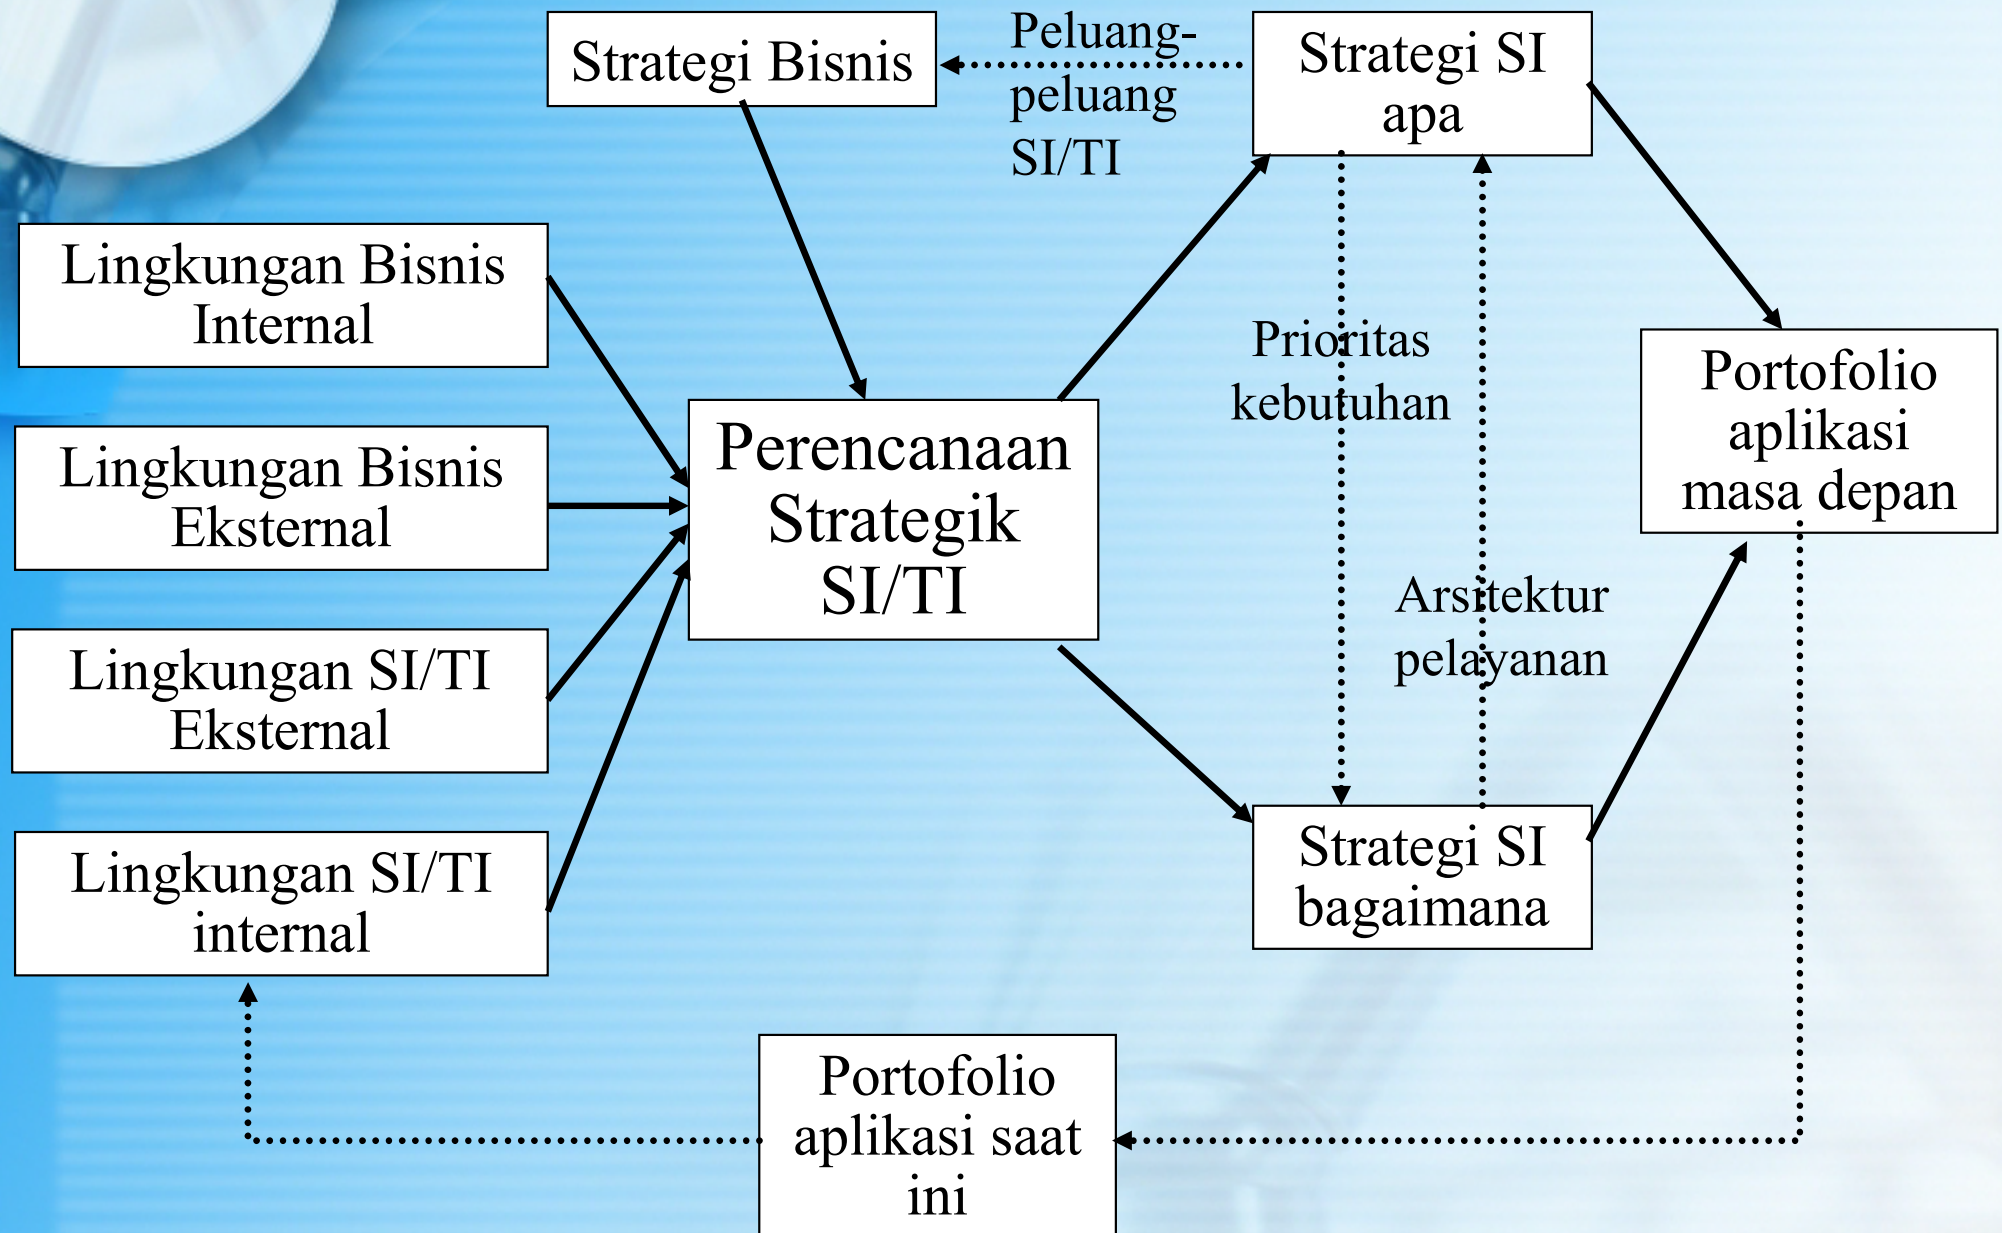 Strategi Bisnis
Peluang-
peluang
SI/TI
Strategi SI
apa
Lingkungan Bisnis
Internal
Lingkungan Bisnis
Eksternal
Lingkungan SI/TI
Eksternal
Lingkungan SI/TI
internal
Perencanaan
Strategik
SI/TI
Prioritas
kebutuhan
Arsitektur
pelayanan
Portofolio
aplikasi
masa depan
Strategi SI
bagaimana
Portofolio
aplikasi saat
ini